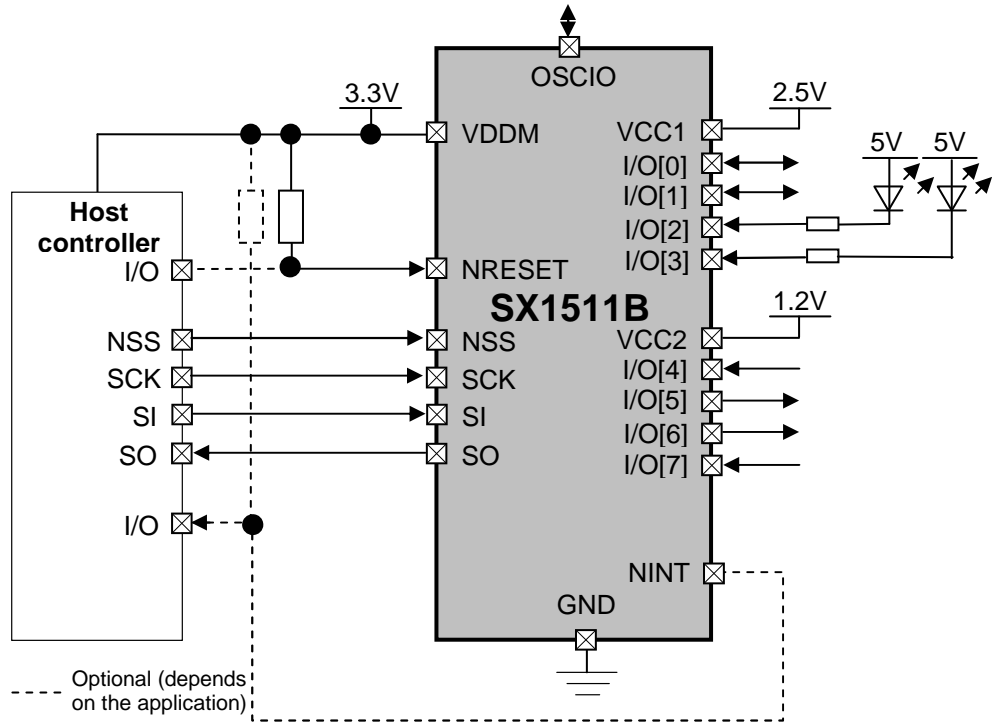 OSCIO
3.3V
2.5V
VDDM
VCC1
5V 5V
I/O[0]
I/O[1]
Host
controller
I/O[2]
I/O
NRESET
I/O[3]
SX1511B
1.2V
NSS
NSS
VCC2
SCK
SCK
I/O[4]
SI
SI
I/O[5]
SO
SO
I/O[6]
I/O[7]
I/O
NINT
GND
Optional (depends
on the application)